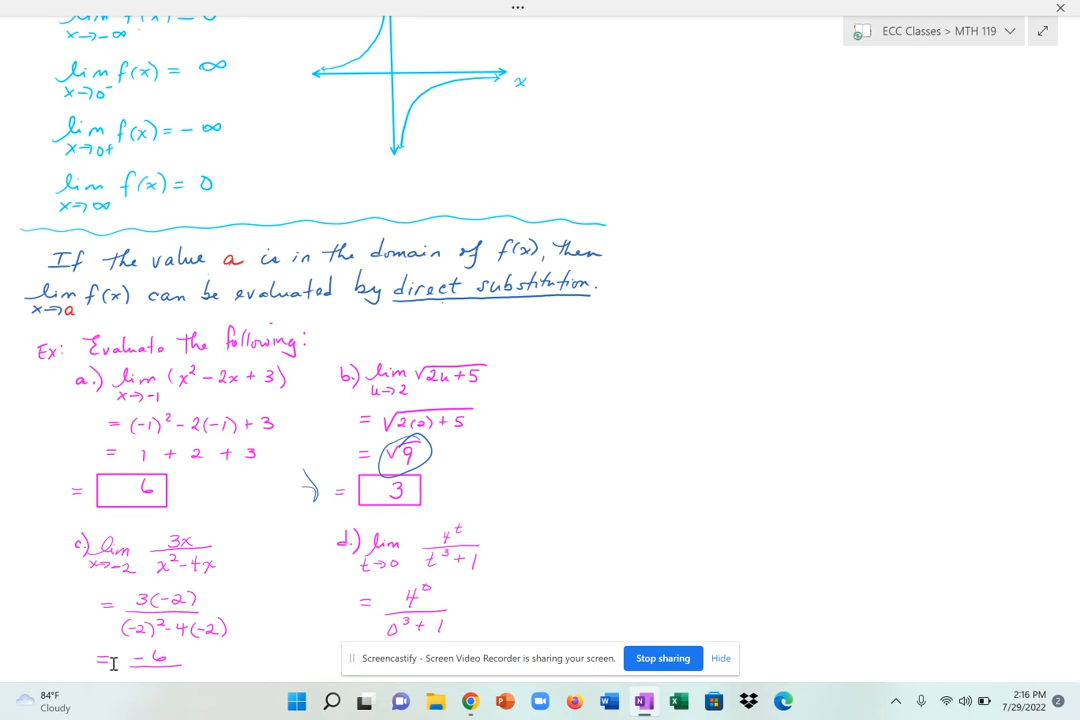 ECC Classes > MTH 119
lim f(x) = 0
x→-∞
lim f(x) = ∞
x→0⁻
lim f(x) = -∞
x→0+
lim f(x) = 0
x→∞
x
If the value a is in the domain of f(x), then
lim f(x) can be evaluated by direct substitution.
x→a
Ex: Evaluate the following:
a.) lim (x² - 2x + 3)
x→-1
= (-1)² - 2(-1) + 3
= 1 + 2 + 3
= 6
b.) lim √2u+5
u→2
= √2(2)+5
= √9
= 3
c.) lim 3x / x²-4x
x→-2
= 3(-2) / (-2)²-4(-2)
= -6
d.) lim 4^t / t³+1
t→0
= 4⁰ / 0³+1
Screencastify - Screen Video Recorder is sharing your screen.
Stop sharing
Hide
84°F
Cloudy
2:16 PM
7/29/2022
2